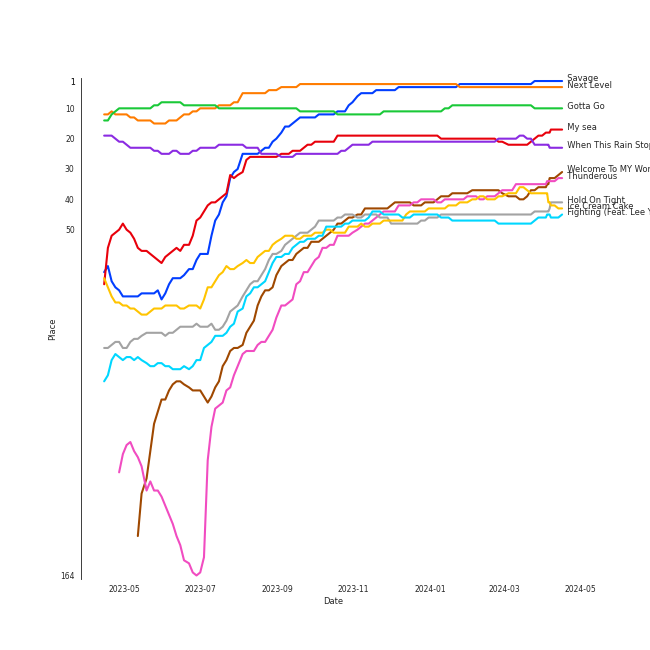 1
10
20
30
40
50
164
Place
Savage
Next Level
Gotta Go
My sea
When This Rain Stop
Welcome To MY Wor
Thunderous
Hold On Tight
Ice Cream Cake
Fighting (Feat. Lee Y
2023-05
2023-07
2023-09
2023-11
2024-01
2024-03
2024-05
Date